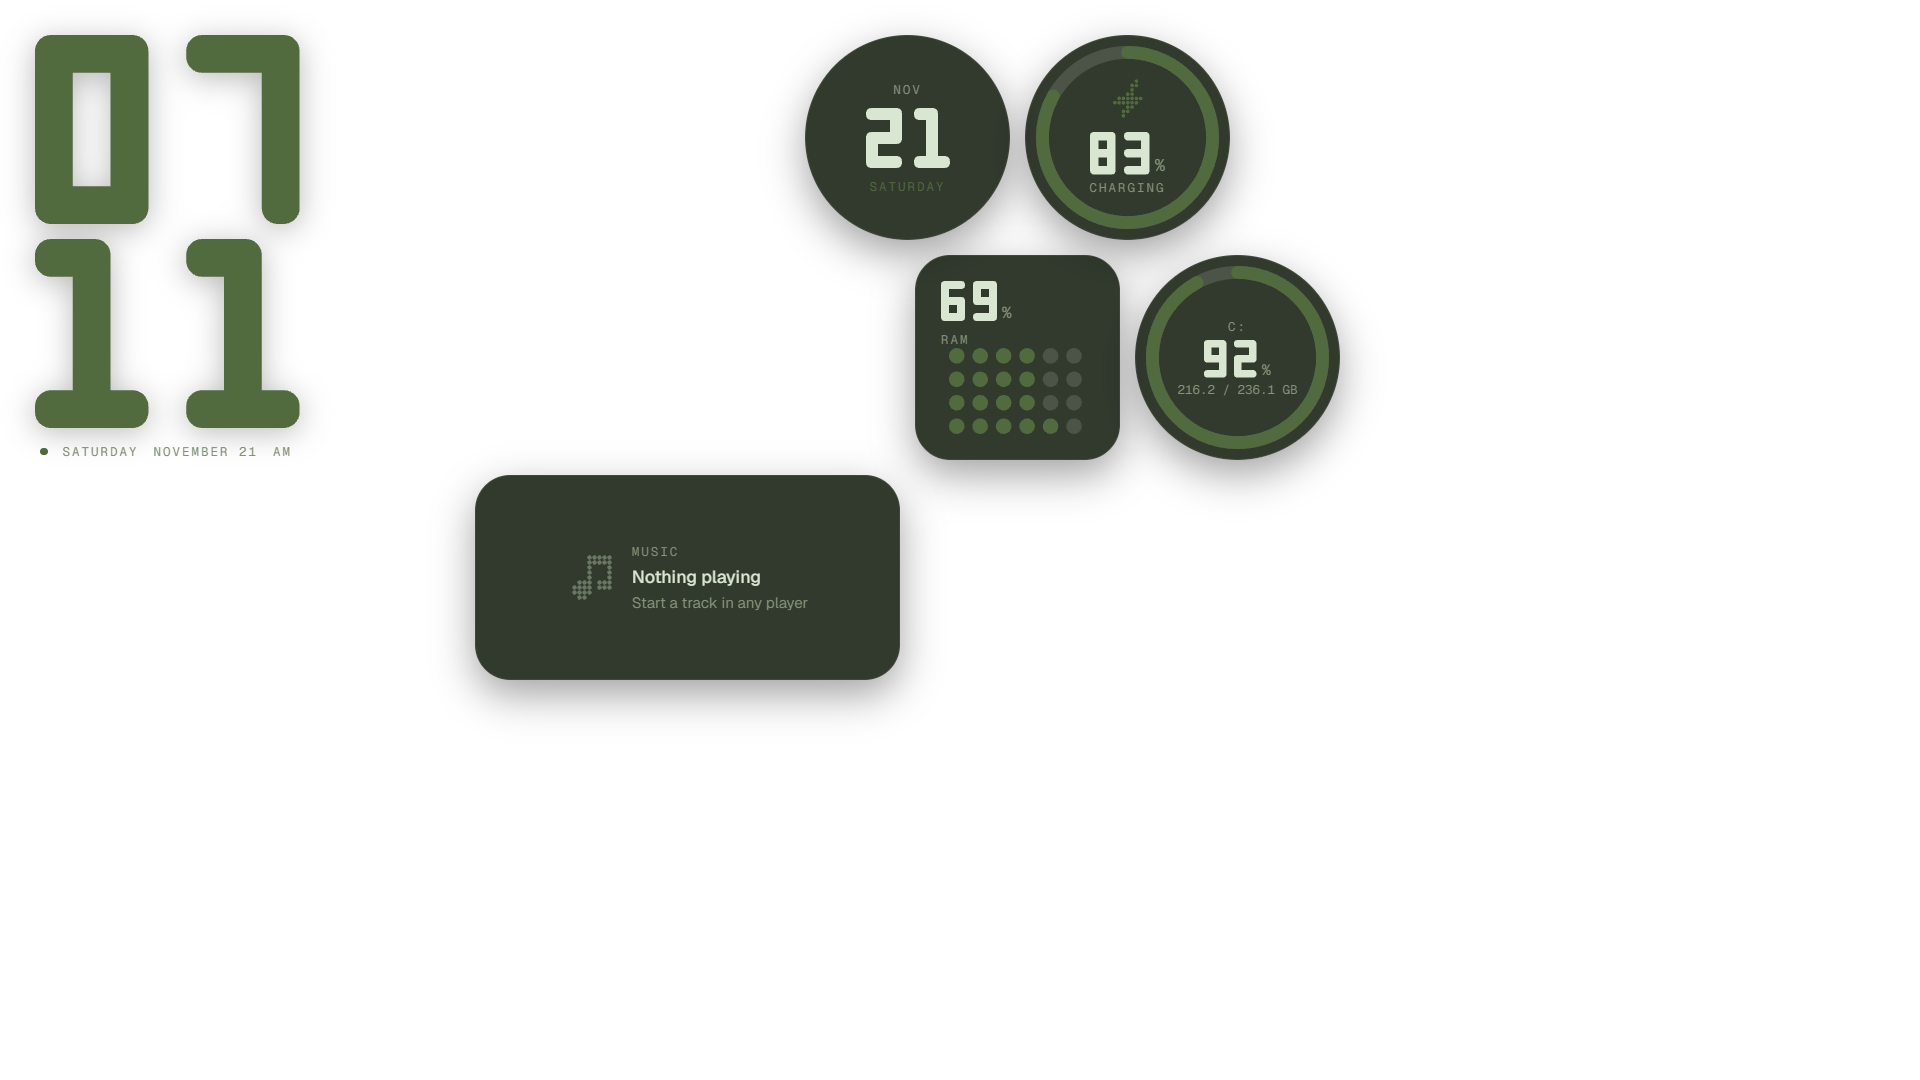 07
11
SATURDAY NOVEMBER 21 AM
NOV
21
SATURDAY
83%
CHARGING
69%
RAM
C:
92%
216.2 / 236.1 GB
MUSIC
Nothing playing
Start a track in any player